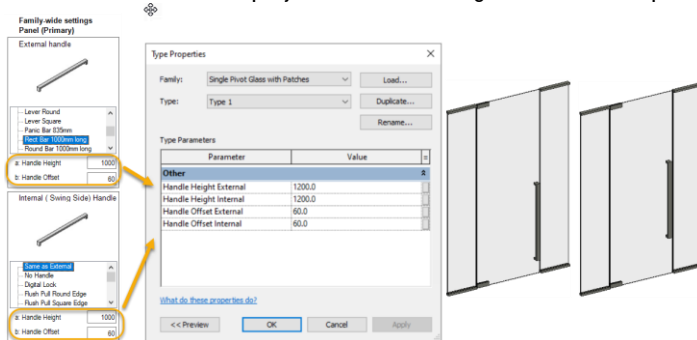 Family-wide settings
Panel (Primary)
External handle
Lever Round
Lever Square
Panic Bar 835mm
Rect Bar 1000mm long
Round Bar 1000mm long
a: Handle Height 1000
b: Handle Offset 60
Internal ( Swing Side) Handle
Same as External
No Handle
Digital Lock
Flush Pull Round Edge
Flush Pull Square Edge
a: Handle Height 1000
b: Handle Offset 60
Type Properties
Family: Single Pivot Glass with Patches Load...
Type: Type 1 Duplicate...
Rename...
Type Parameters
Parameter Value =
Other
Handle Height External 1200.0
Handle Height Internal 1200.0
Handle Offset External 60.0
Handle Offset Internal 60.0
What do these properties do?
<< Preview OK Cancel Apply